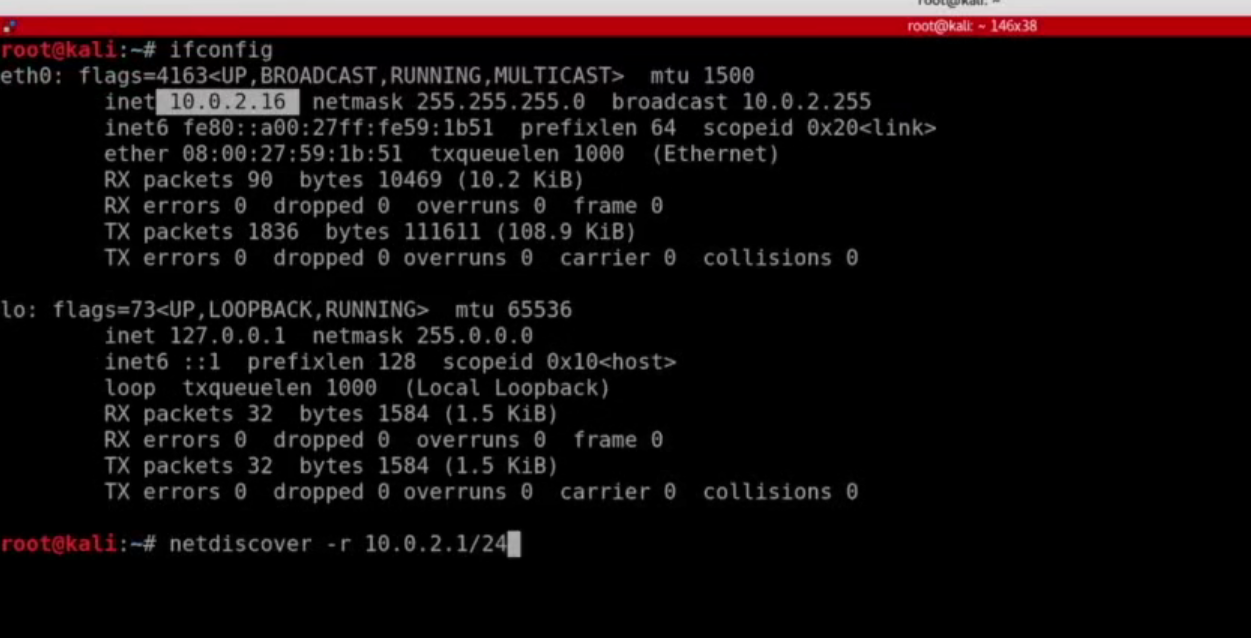 root@kali: ~
root@kali: ~ 146x38
root@kali:~# ifconfig
eth0: flags=4163<UP,BROADCAST,RUNNING,MULTICAST>  mtu 1500
        inet 10.0.2.16  netmask 255.255.255.0  broadcast 10.0.2.255
        inet6 fe80::a00:27ff:fe59:1b51  prefixlen 64  scopeid 0x20<link>
        ether 08:00:27:59:1b:51  txqueuelen 1000  (Ethernet)
        RX packets 90  bytes 10469 (10.2 KiB)
        RX errors 0  dropped 0  overruns 0  frame 0
        TX packets 1836  bytes 111611 (108.9 KiB)
        TX errors 0  dropped 0 overruns 0  carrier 0  collisions 0
lo: flags=73<UP,LOOPBACK,RUNNING>  mtu 65536
        inet 127.0.0.1  netmask 255.0.0.0
        inet6 ::1  prefixlen 128  scopeid 0x10<host>
        loop  txqueuelen 1000  (Local Loopback)
        RX packets 32  bytes 1584 (1.5 KiB)
        RX errors 0  dropped 0  overruns 0  frame 0
        TX packets 32  bytes 1584 (1.5 KiB)
        TX errors 0  dropped 0 overruns 0  carrier 0  collisions 0
root@kali:~# netdiscover -r 10.0.2.1/24